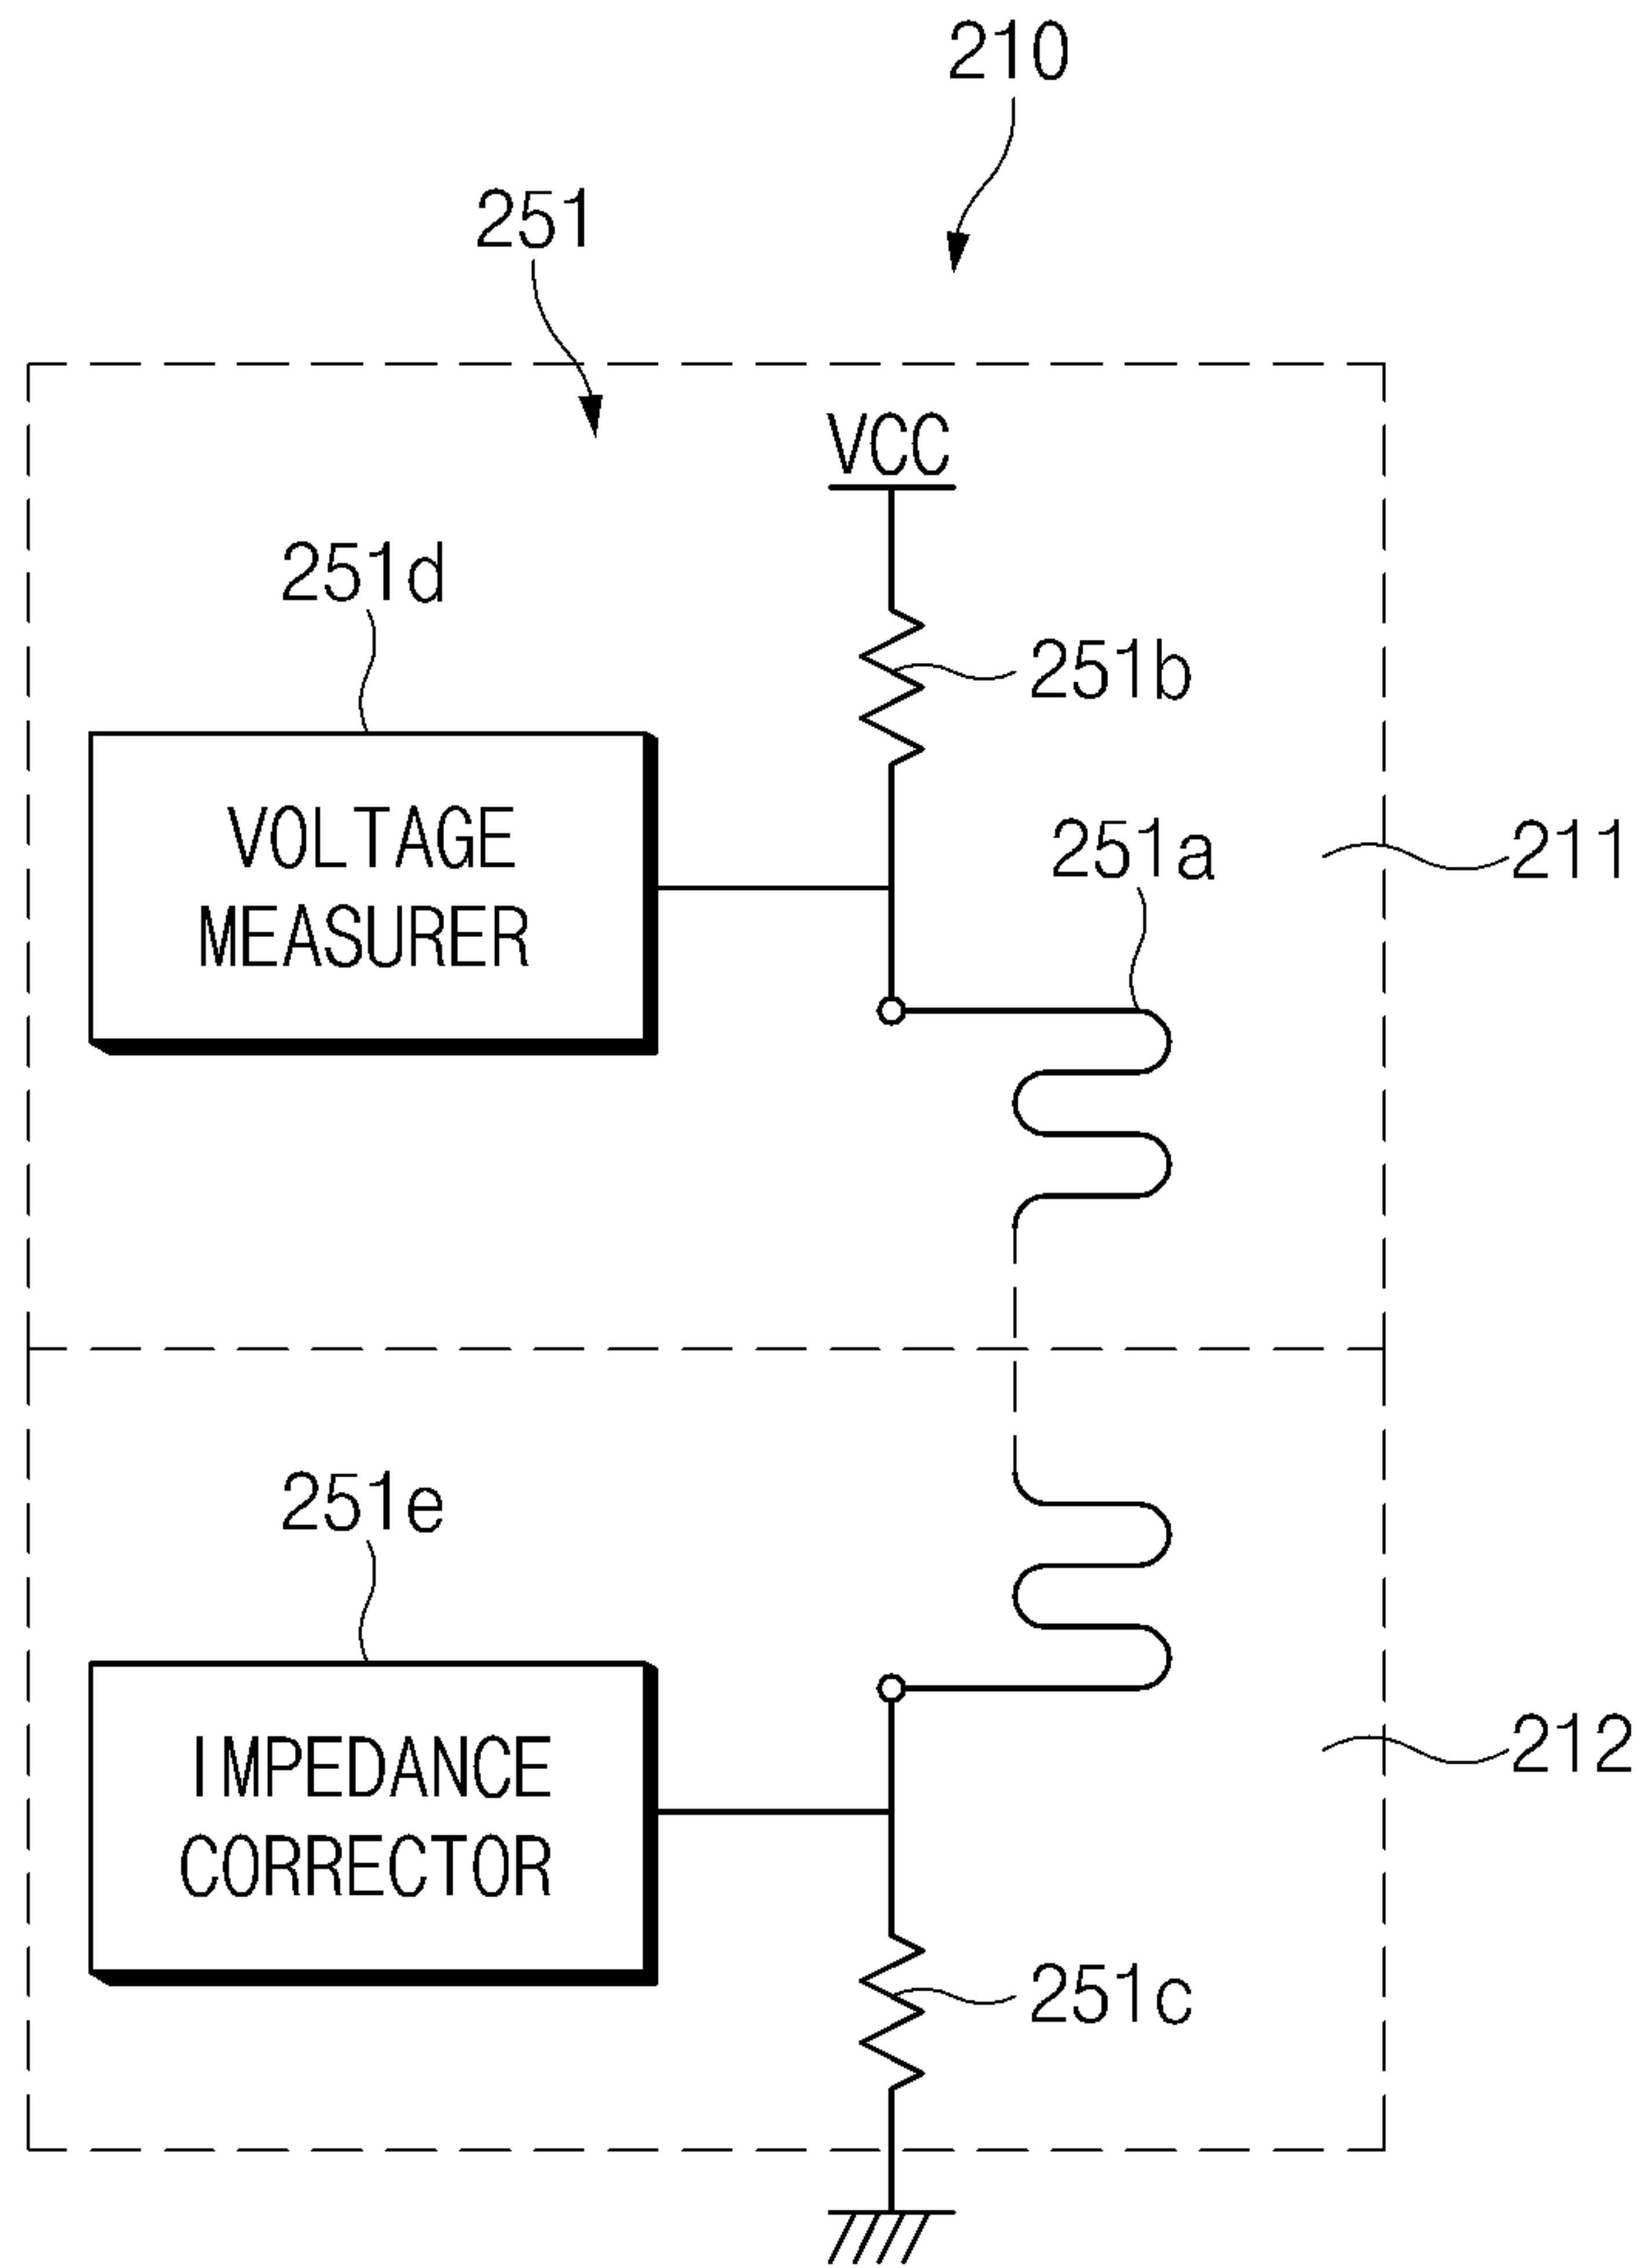 210
251
VCC
251d
251b
VOLTAGE
MEASURER
251a
211
251e
IMPEDANCE
CORRECTOR
212
251c